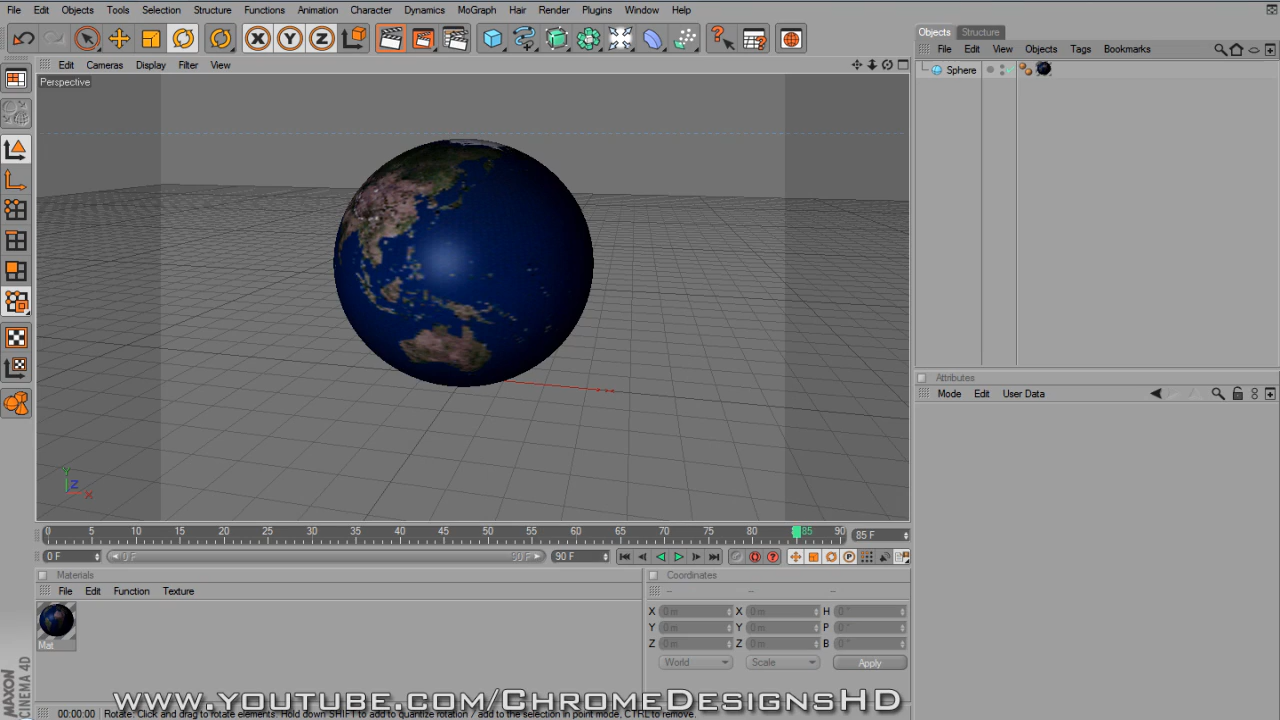 File Edit Objects Tools Selection Structure Functions Animation Character Dynamics MoGraph Hair Render Plugins Window Help
Objects Structure
File Edit View Objects Tags Bookmarks
Sphere
Edit Cameras Display Filter View
Perspective
X Y Z
Y
Z
X
Attributes
Mode Edit User Data
0 5 10 15 20 25 30 35 40 45 50 55 60 65 70 75 80 85 90
85 F
0 F
0 F
90 F
90 F
Materials
File Edit Function Texture
Mat
Coordinates
-- -- --
X 0 m X 0 m H 0 °
Y 0 m Y 0 m P 0 °
Z 0 m Z 0 m B 0 °
World Scale Apply
MAXON
CINEMA 4D
www.youtube.com/ChromeDesignsHD
00:00:00 Rotate: Click and drag to rotate elements. Hold down SHIFT to add to quantize rotation / add to the selection in point mode, CTRL to remove.